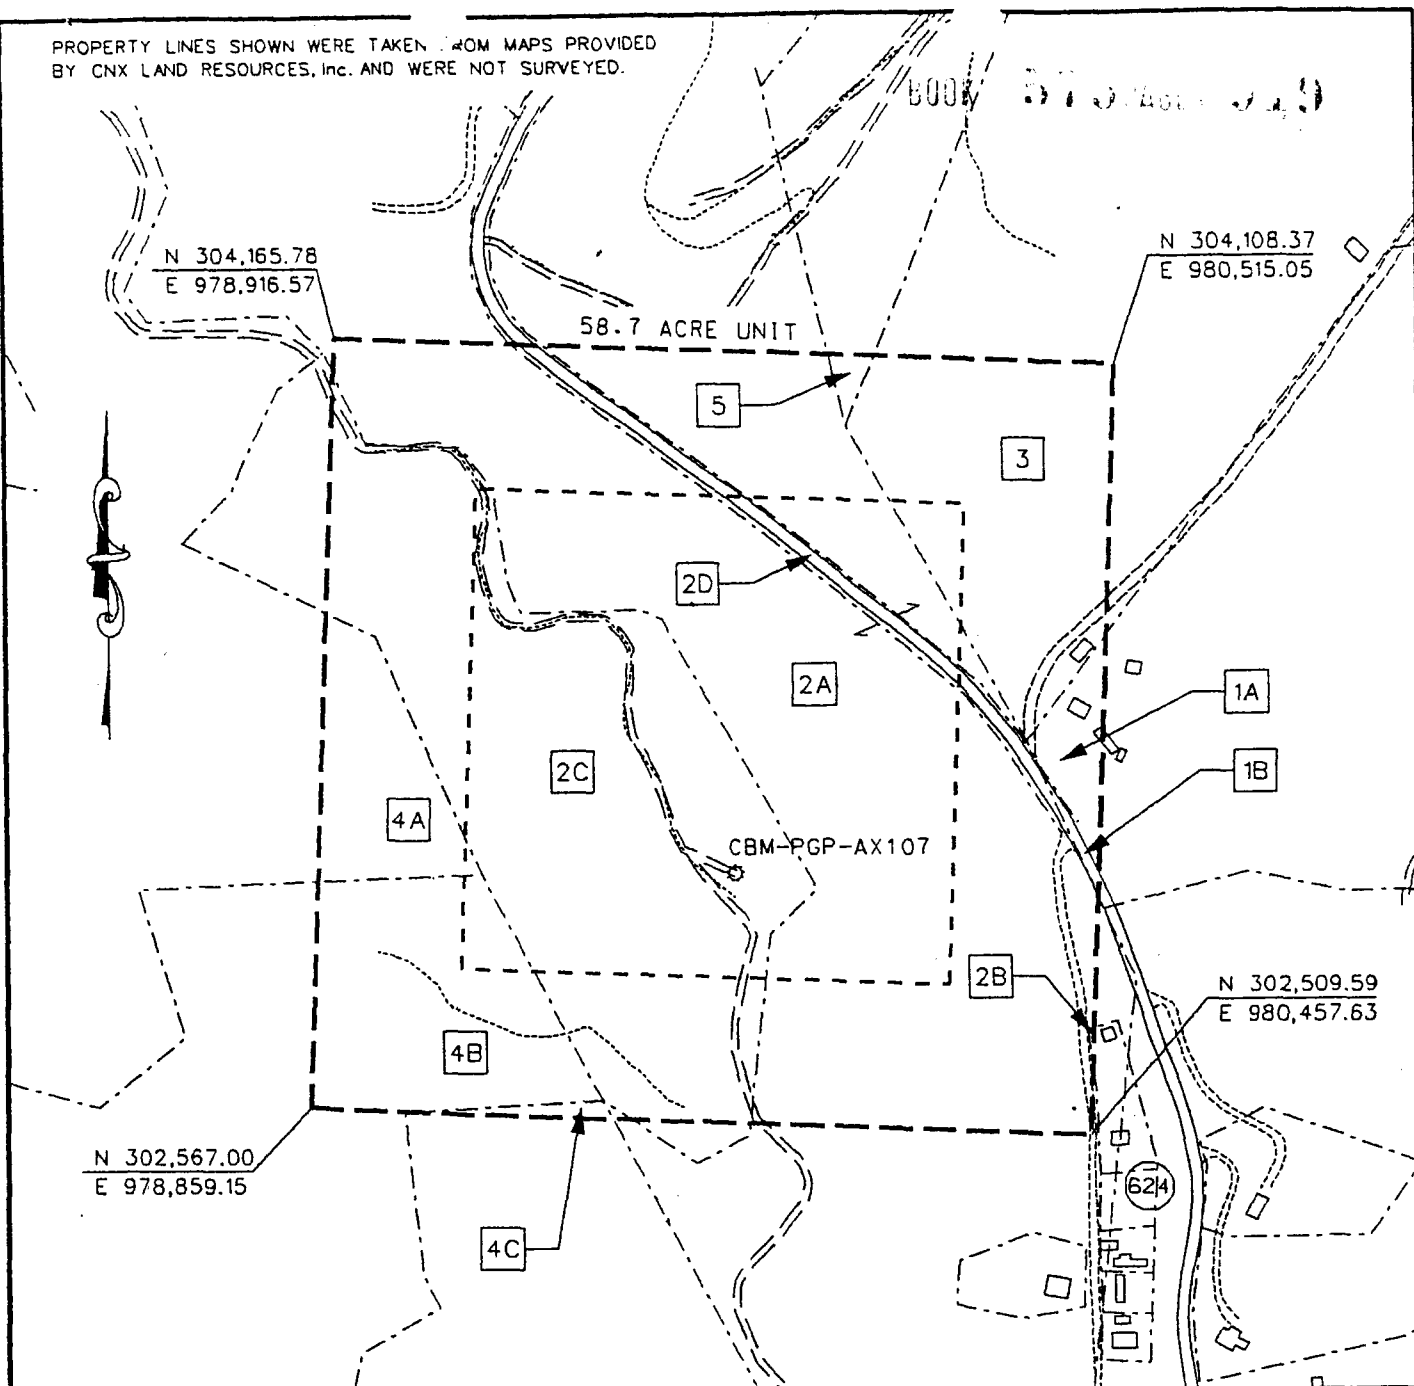 PROPERTY LINES SHOWN WERE TAKEN FROM MAPS PROVIDED
BY CNX LAND RESOURCES, Inc. AND WERE NOT SURVEYED.
BOOK
N 304,165.78
E 978,916.57
N 304,108.37
E 980,515.05
58.7 ACRE UNIT
5
3
2D
2A
1A
2C
1B
4A
CBM-PGP-AX107
2B
N 302,509.59
E 980,457.63
4B
N 302,567.00
E 978,859.15
624
4C